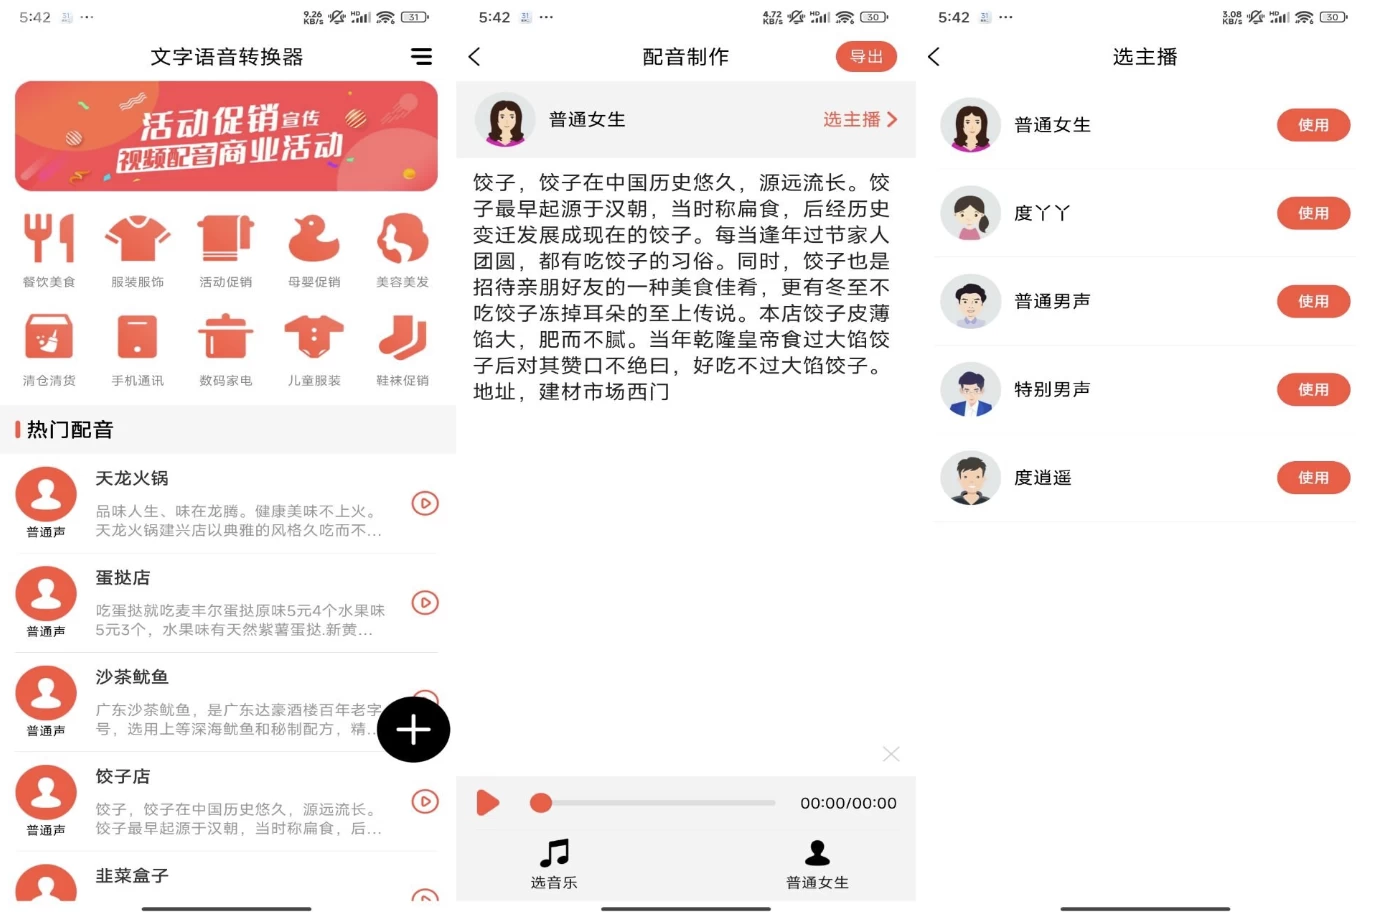 5:42
31
9.26
KB/s
HD
31
文字语音转换器
活动促销宣传
视频配音商业活动
餐饮美食
服装服饰
活动促销
母婴促销
美容美发
清仓清货
手机通讯
数码家电
儿童服装
鞋袜促销
热门配音
天龙火锅
品味人生、味在龙腾。健康美味不上火。
天龙火锅建兴店以典雅的风格久吃而不...
普通声
蛋挞店
吃蛋挞就吃麦丰尔蛋挞原味5元4个水果味
5元3个，水果味有天然紫薯蛋挞.新黄...
普通声
沙茶鱿鱼
广东沙茶鱿鱼，是广东达豪酒楼百年老字
号，选用上等深海鱿鱼和秘制配方，精...
普通声
饺子店
饺子，饺子在中国历史悠久，源远流长。
饺子最早起源于汉朝，当时称扁食，后...
普通声
韭菜盒子
5:42
31
4.72
KB/s
HD
30
配音制作
导出
普通女生
选主播
饺子，饺子在中国历史悠久，源远流长。饺
子最早起源于汉朝，当时称扁食，后经历史
变迁发展成现在的饺子。每当逢年过节家人
团圆，都有吃饺子的习俗。同时，饺子也是
招待亲朋好友的一种美食佳肴，更有冬至不
吃饺子冻掉耳朵的至上传说。本店饺子皮薄
馅大，肥而不腻。当年乾隆皇帝食过大馅饺
子后对其赞口不绝曰，好吃不过大馅饺子。
地址，建材市场西门
00:00/00:00
选音乐
普通女生
5:42
31
3.08
KB/s
HD
30
选主播
普通女生
使用
度丫丫
使用
普通男声
使用
特别男声
使用
度逍遥
使用